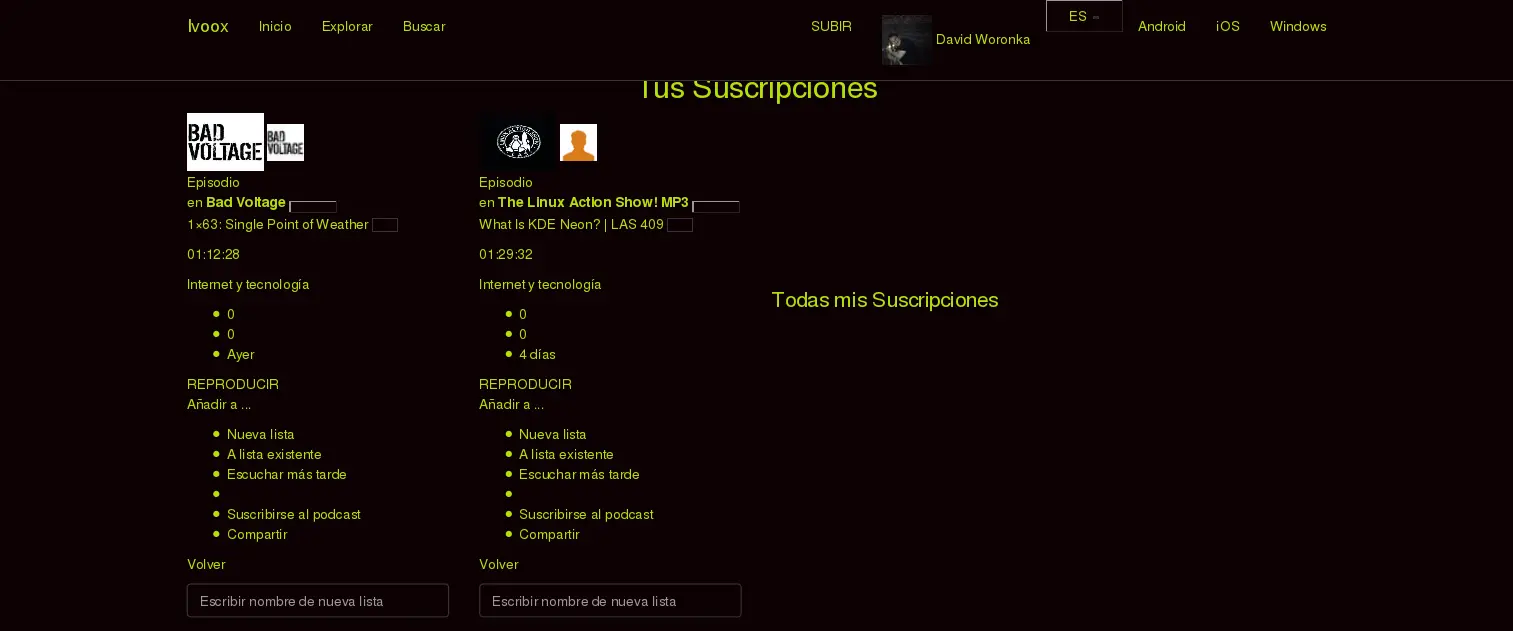 Ivoox Inicio Explorar Buscar SUBIR David Woronka ES Android iOS Windows
Tus Suscripciones
BAD
VOLTAGE
BAD
VOLTAGE
Episodio
en Bad Voltage
1×63: Single Point of Weather
01:12:28
Internet y tecnología
0
0
Ayer
REPRODUCIR
Añadir a ...
Nueva lista
A lista existente
Escuchar más tarde
Suscribirse al podcast
Compartir
Volver
Escribir nombre de nueva lista
Episodio
en The Linux Action Show! MP3
What Is KDE Neon? | LAS 409
01:29:32
Internet y tecnología
0
0
4 días
REPRODUCIR
Añadir a ...
Nueva lista
A lista existente
Escuchar más tarde
Suscribirse al podcast
Compartir
Volver
Escribir nombre de nueva lista
Todas mis Suscripciones